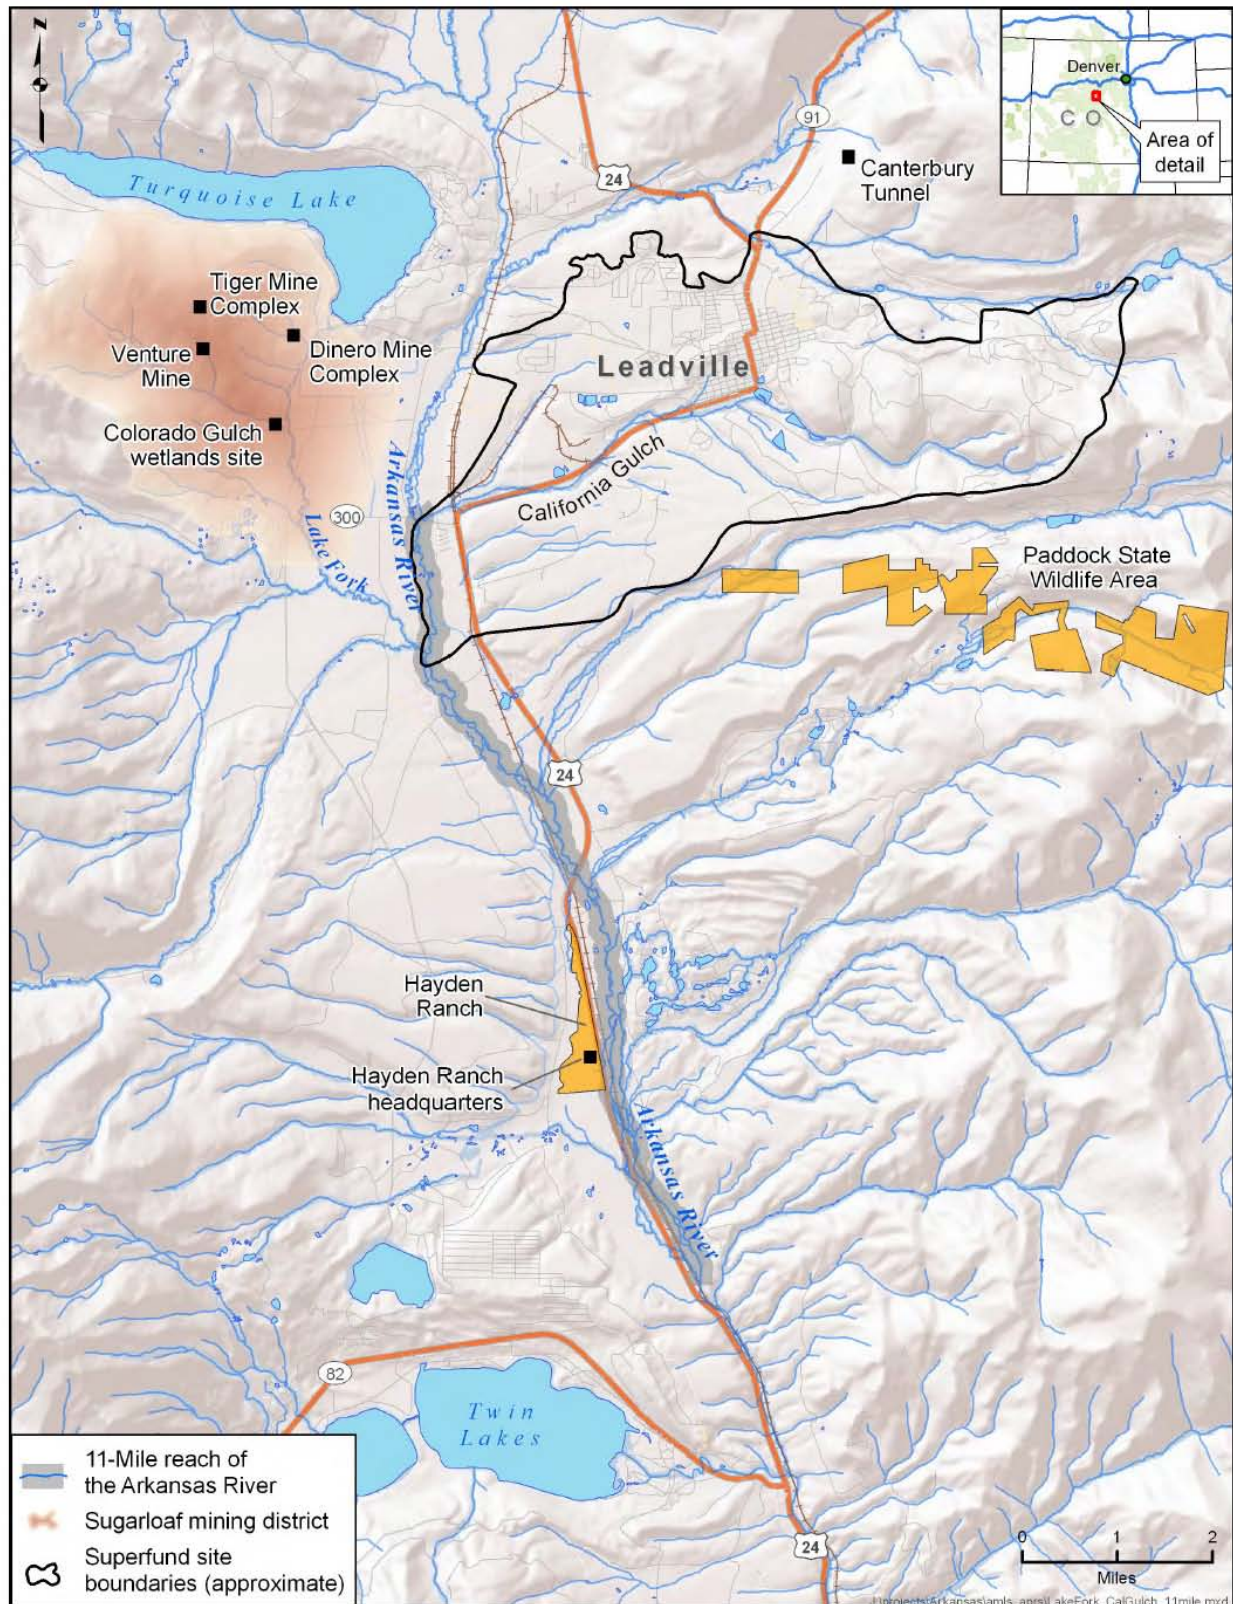 N
Denver
C O
Area of
detail
91
24
Canterbury
Tunnel
Turquoise Lake
Tiger Mine
Complex
Venture
Mine
Dinero Mine
Complex
Leadville
Colorado Gulch
wetlands site
Arkansas River
California Gulch
300
Lake Fork
Paddock State
Wildlife Area
24
Hayden
Ranch
Hayden Ranch
headquarters
Arkansas River
82
Twin
Lakes
11-Mile reach of
the Arkansas River
Sugarloaf mining district
Superfund site
boundaries (approximate)
24
0 1 2
Miles